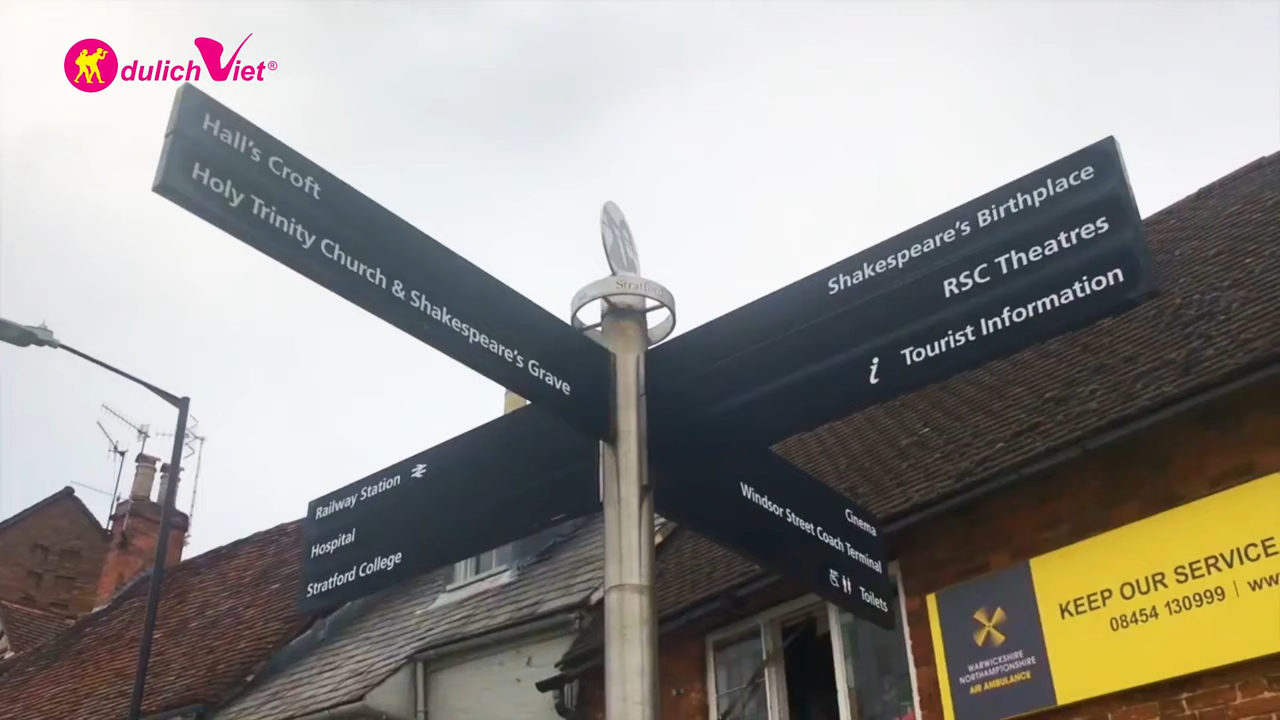 dulichViet®
Hall's Croft
Holy Trinity Church & Shakespeare's Grave
Shakespeare's Birthplace
RSC Theatres
i Tourist Information
Railway Station
Hospital
Stratford College
Cinema
Windsor Street Coach Terminal
Toilets
KEEP OUR SERVICE
08454 130999 | ww
WARWICKSHIRE
NORTHAMPTONSHIRE
AIR AMBULANCE